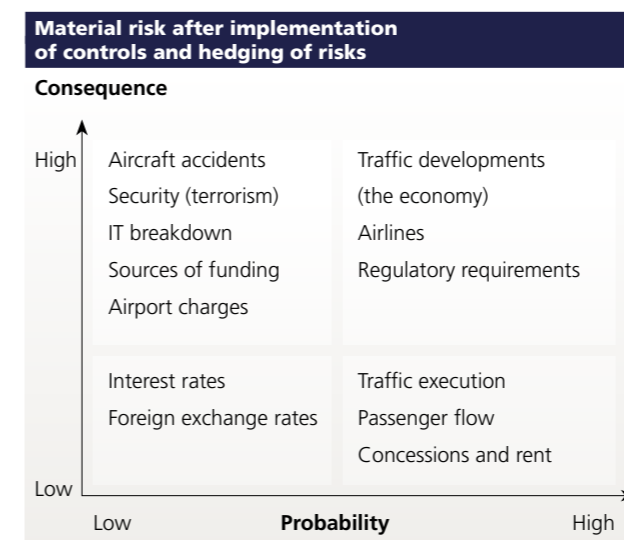 Material risk after implementation
of controls and hedging of risks
Consequence
High
Aircraft accidents
Security (terrorism)
IT breakdown
Sources of funding
Airport charges
Traffic developments
(the economy)
Airlines
Regulatory requirements
Interest rates
Foreign exchange rates
Traffic execution
Passenger flow
Concessions and rent
Low
Low
Probability
High